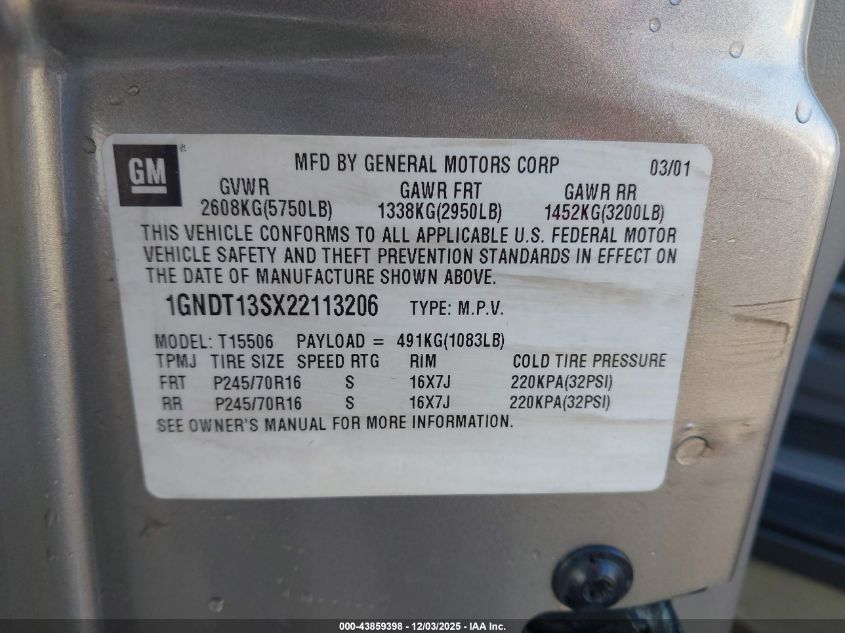 GM®
MFD BY GENERAL MOTORS CORP 03/01
GVWR GAWR FRT GAWR RR
2608KG(5750LB) 1338KG(2950LB) 1452KG(3200LB)
THIS VEHICLE CONFORMS TO ALL APPLICABLE U.S. FEDERAL MOTOR
VEHICLE SAFETY AND THEFT PREVENTION STANDARDS IN EFFECT ON
THE DATE OF MANUFACTURE SHOWN ABOVE.
1GNDT13SX22113206 TYPE: M.P.V.
MODEL: T15506 PAYLOAD = 491KG(1083LB)
TPMJ TIRE SIZE SPEED RTG RIM COLD TIRE PRESSURE
FRT P245/70R16 S 16X7J 220KPA(32PSI)
RR P245/70R16 S 16X7J 220KPA(32PSI)
SEE OWNER'S MANUAL FOR MORE INFORMATION.
000-43859398 - 12/03/2025 - IAA Inc.